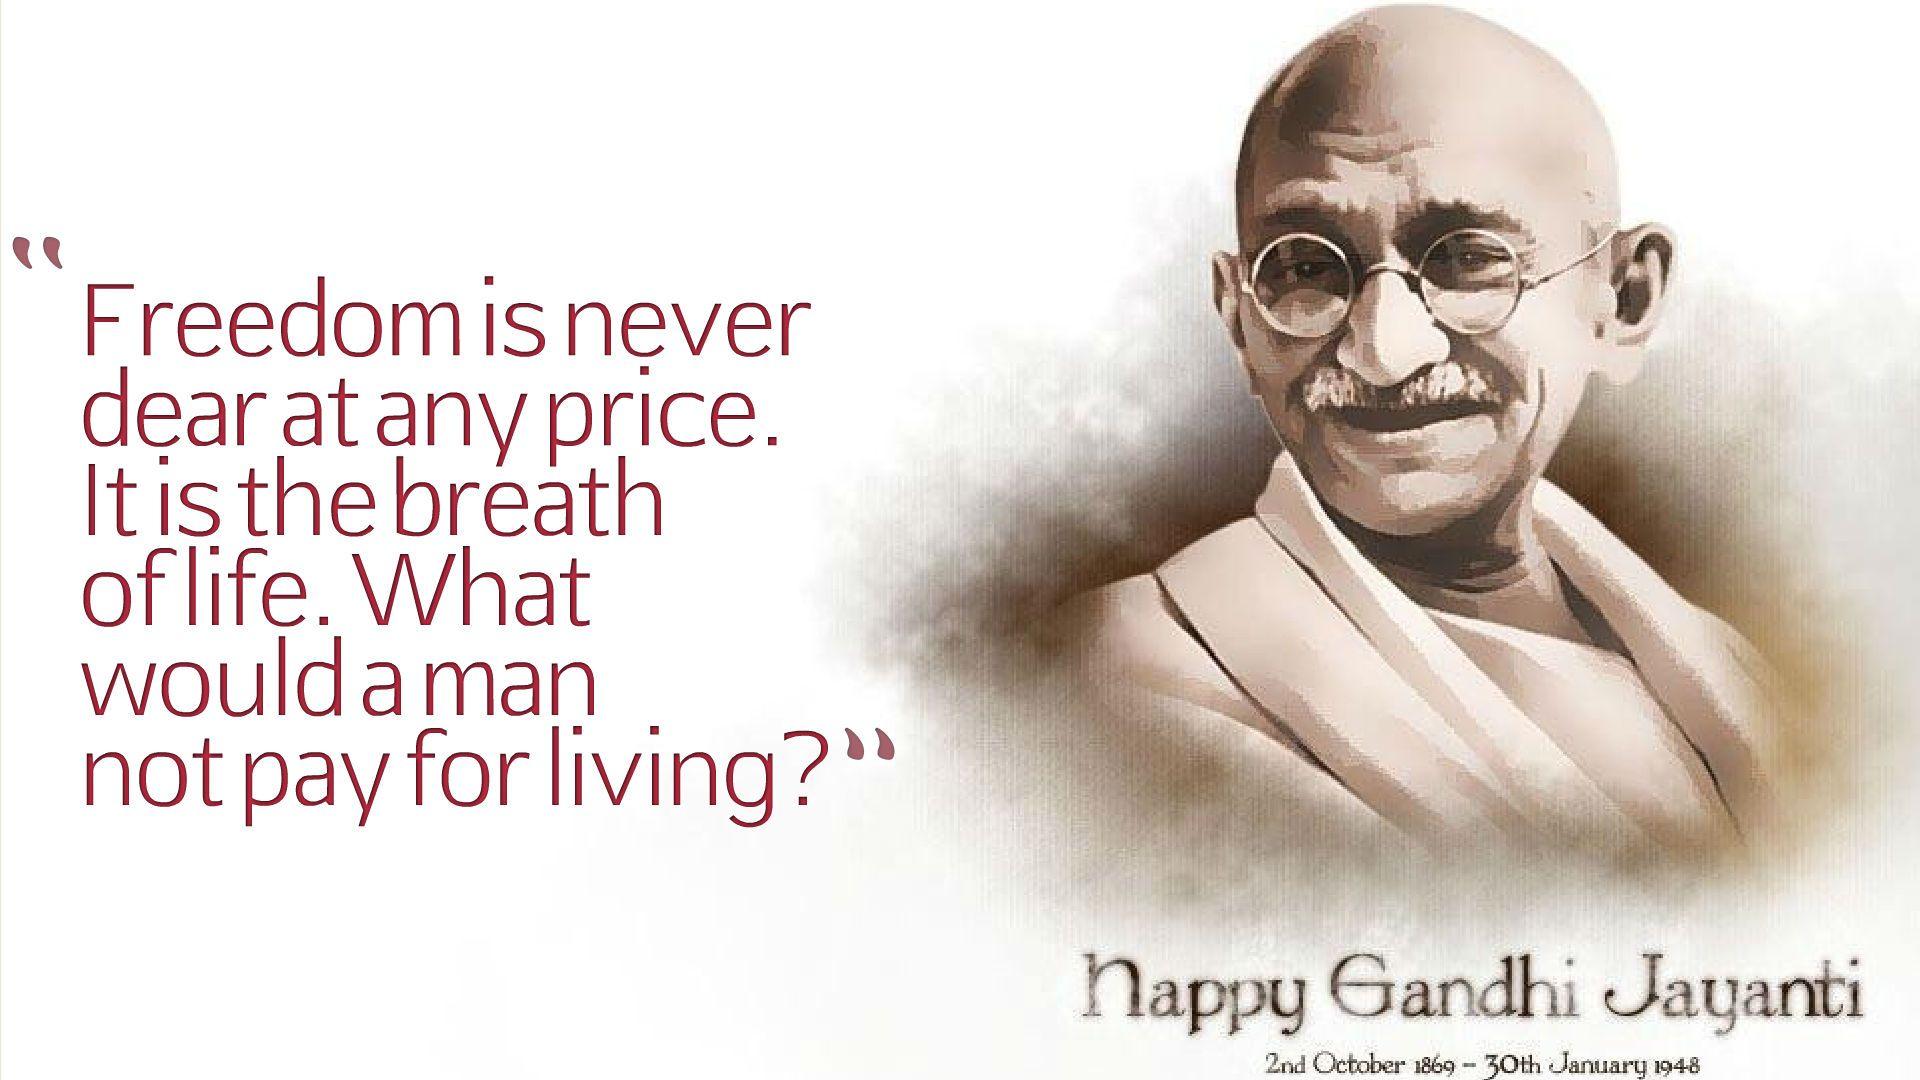 “Freedom is never
dear at any price.
It is the breath
of life. What
would a man
not pay for living?”
Happy Gandhi Jayanti
2nd October 1869 – 30th January 1948